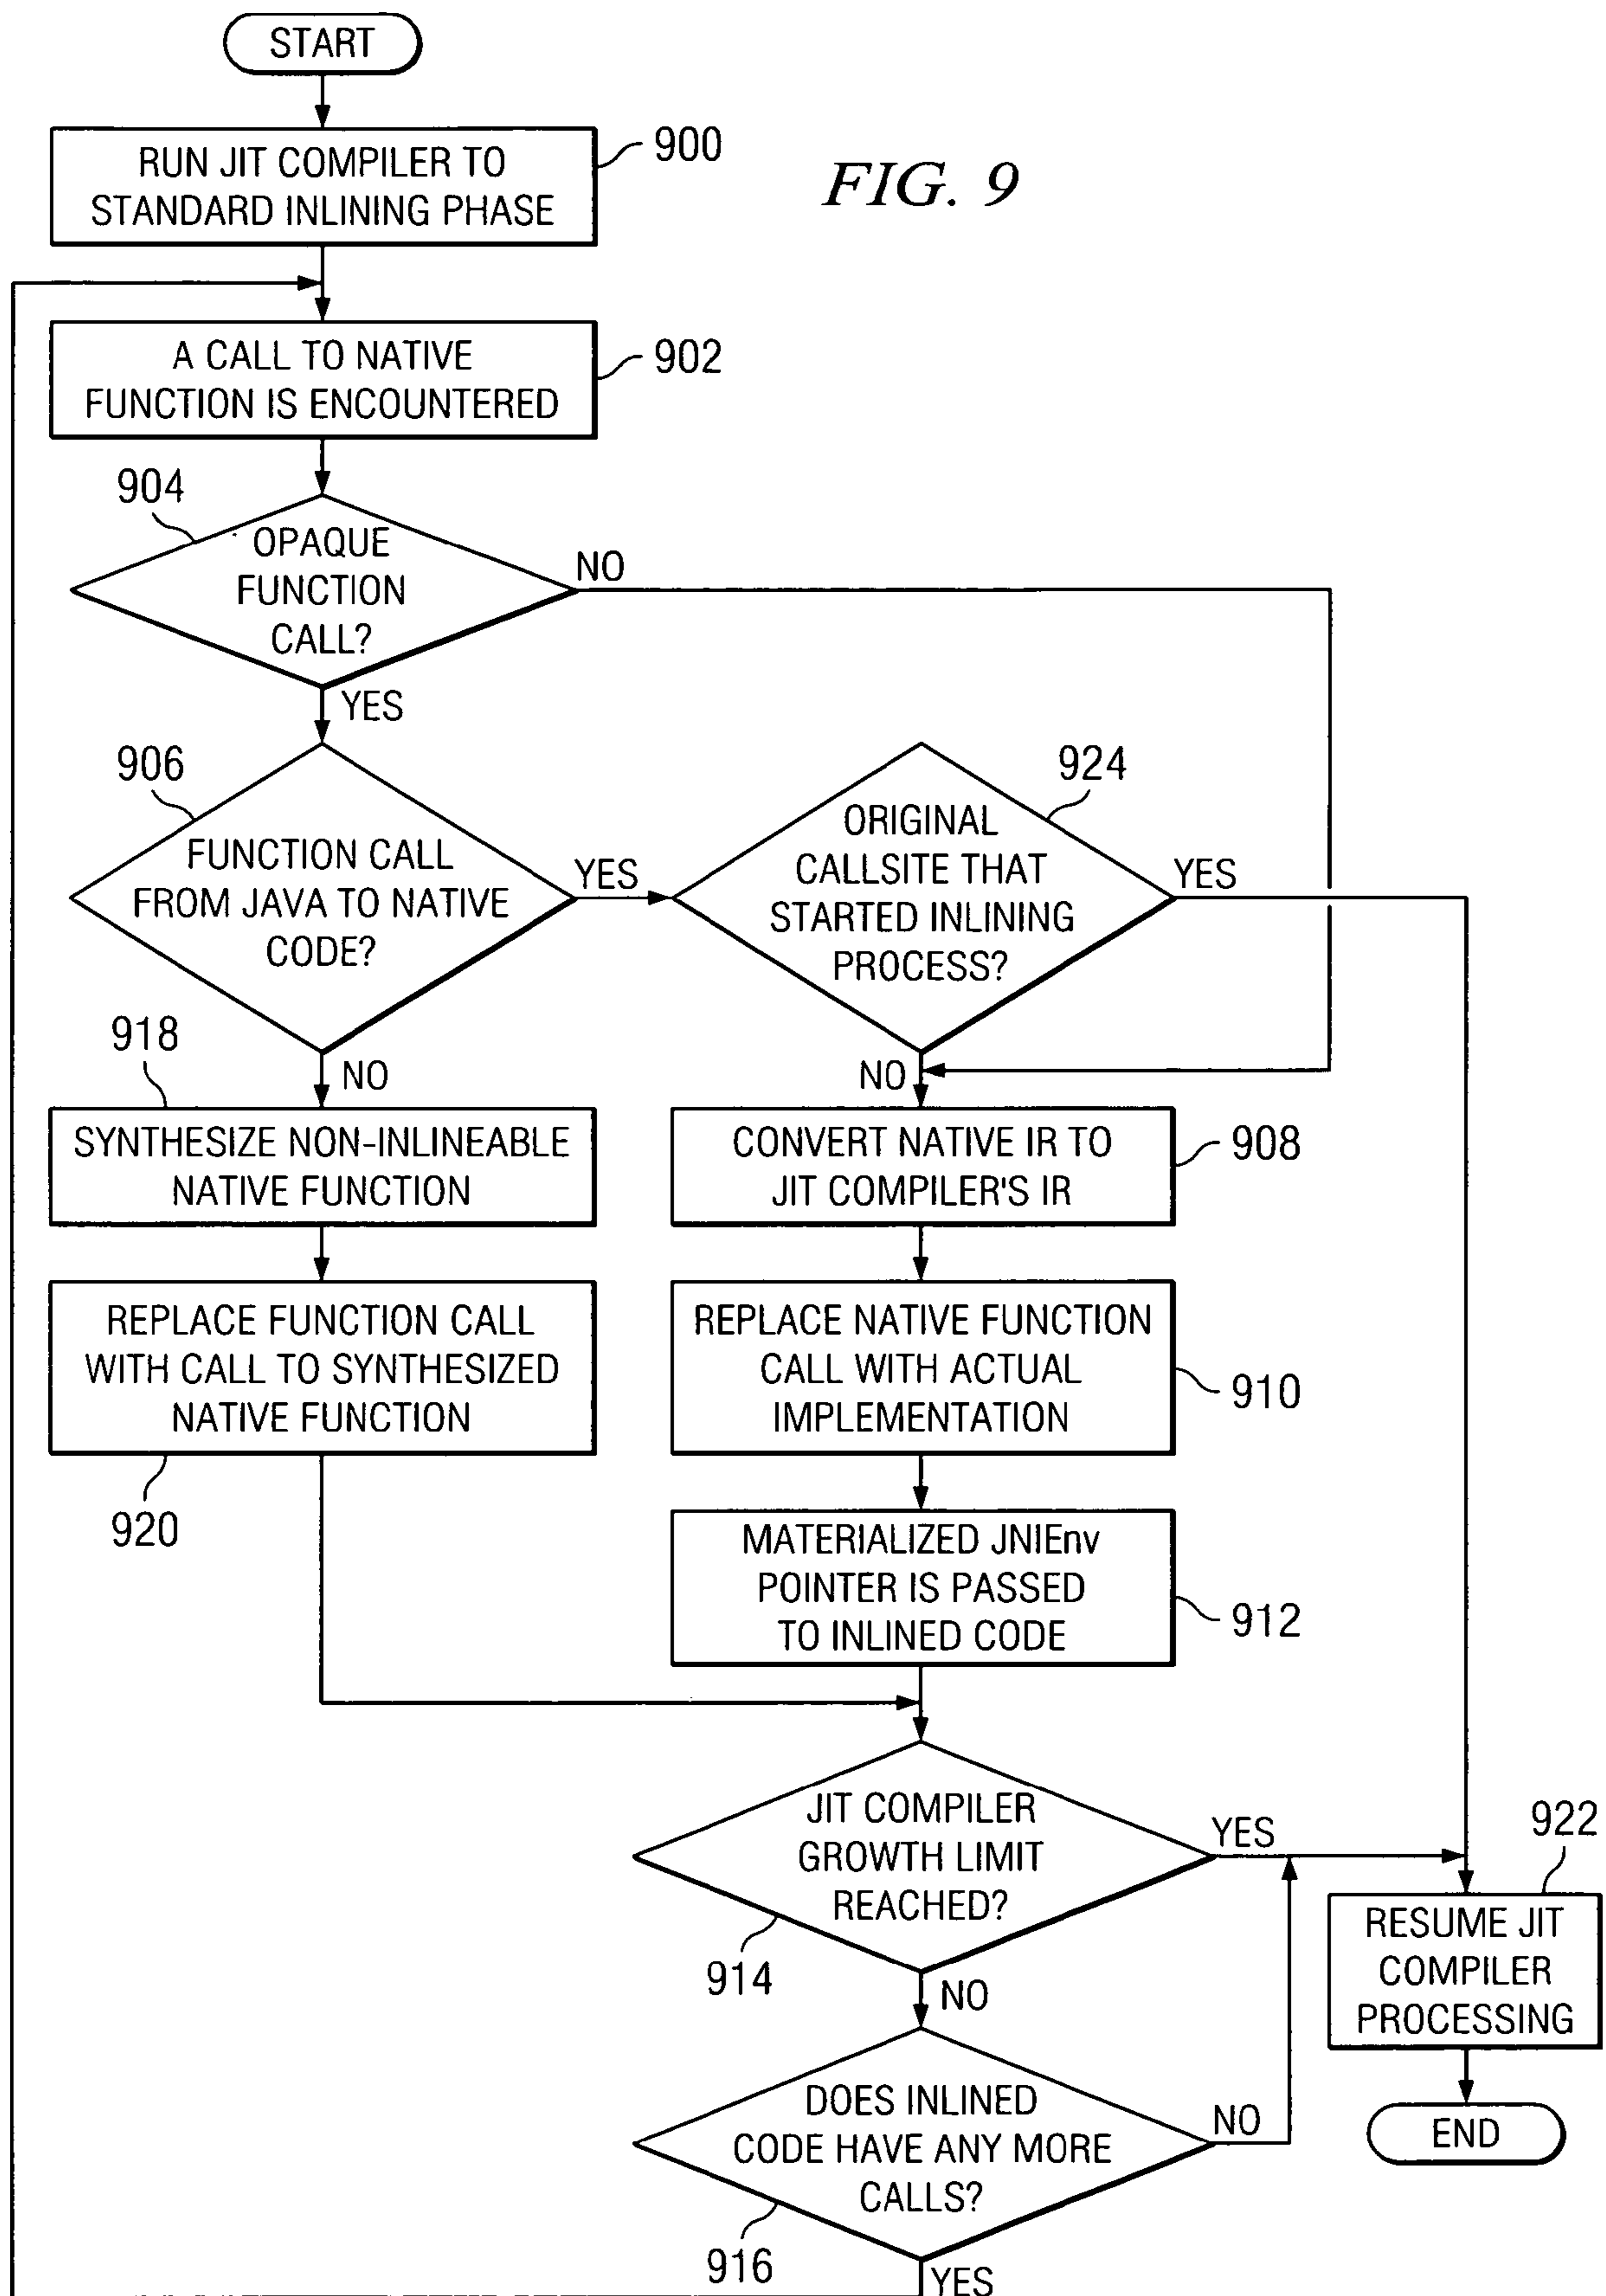 START
RUN JIT COMPILER TO
STANDARD INLINING PHASE
900
FIG. 9
A CALL TO NATIVE
FUNCTION IS ENCOUNTERED
902
904
OPAQUE
FUNCTION
CALL?
NO
YES
906
FUNCTION CALL
FROM JAVA TO NATIVE
CODE?
YES
924
ORIGINAL
CALLSITE THAT
STARTED INLINING
PROCESS?
YES
918
NO
NO
SYNTHESIZE NON-INLINEABLE
NATIVE FUNCTION
CONVERT NATIVE IR TO
JIT COMPILER'S IR
908
REPLACE FUNCTION CALL
WITH CALL TO SYNTHESIZED
NATIVE FUNCTION
920
REPLACE NATIVE FUNCTION
CALL WITH ACTUAL
IMPLEMENTATION
910
MATERIALIZED JNIEnv
POINTER IS PASSED
TO INLINED CODE
912
JIT COMPILER
GROWTH LIMIT
REACHED?
YES
914
NO
922
RESUME JIT
COMPILER
PROCESSING
DOES INLINED
CODE HAVE ANY MORE
CALLS?
NO
END
916
YES